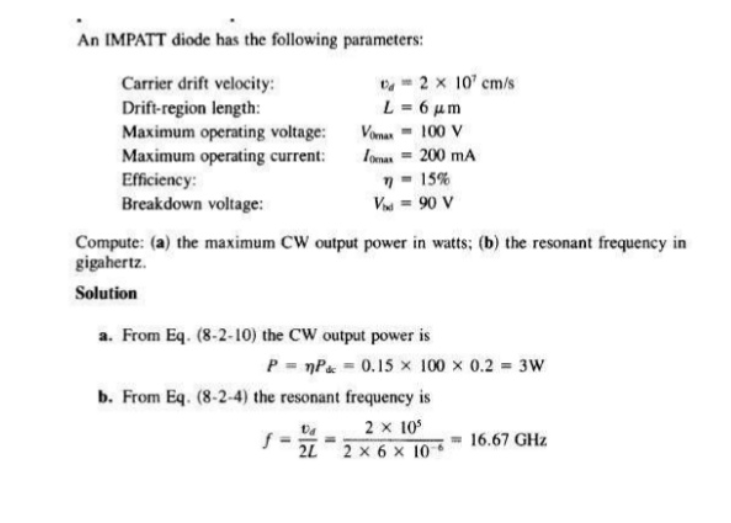 An IMPATT diode has the following parameters:
Carrier drift velocity: v_d = 2 × 10⁷ cm/s
Drift-region length: L = 6 μm
Maximum operating voltage: V_0max = 100 V
Maximum operating current: I_0max = 200 mA
Efficiency: η = 15%
Breakdown voltage: V_bd = 90 V
Compute: (a) the maximum CW output power in watts; (b) the resonant frequency in
gigahertz.
Solution
a. From Eq. (8-2-10) the CW output power is
P = ηP_dc = 0.15 × 100 × 0.2 = 3W
b. From Eq. (8-2-4) the resonant frequency is
f = v_d / 2L = 2 × 10⁵ / 2 × 6 × 10⁻⁶ = 16.67 GHz